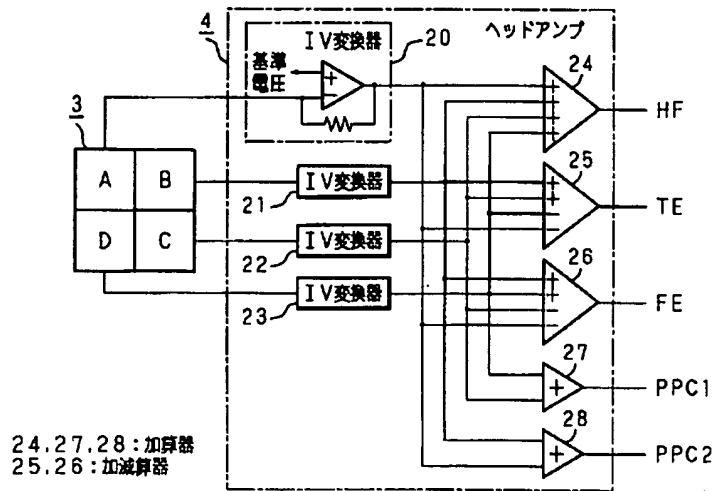 4
IV変換器
20
ヘッドアンプ
基準
電圧
+
−
24
+
+
+
+
HF
3
A
B
D
C
IV変換器
21
25
+
+
−
−
TE
IV変換器
22
IV変換器
23
26
+
+
−
−
FE
27
+
PPC1
28
+
PPC2
24,27,28:加算器
25,26:加減算器